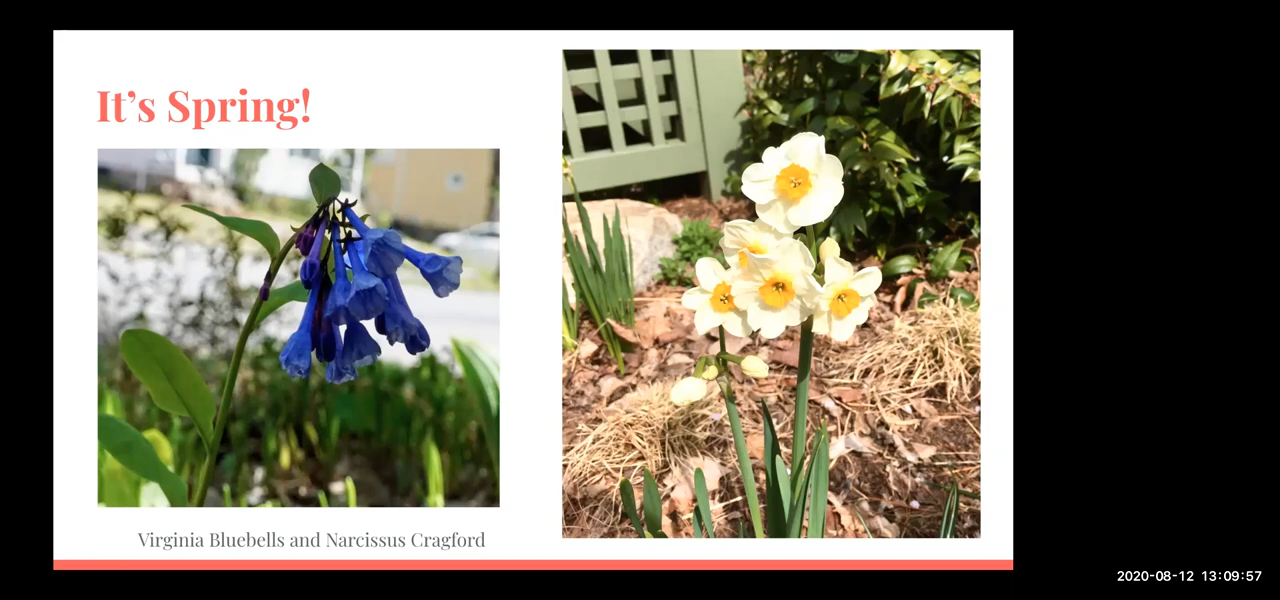 It's Spring!
Virginia Bluebells and Narcissus Cragford
2020-08-12 13:09:57